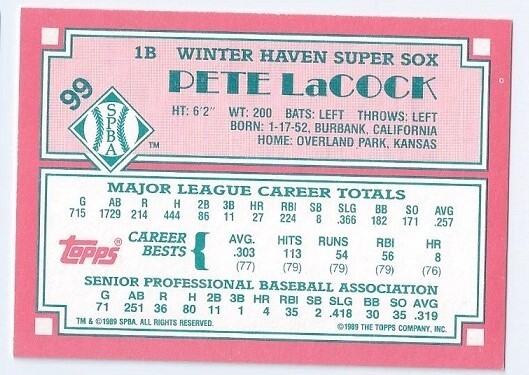 99
SPBA
TM
1B WINTER HAVEN SUPER SOX
PETE LaCOCK
HT: 6'2" WT: 200 BATS: LEFT THROWS: LEFT
BORN: 1-17-52, BURBANK, CALIFORNIA
HOME: OVERLAND PARK, KANSAS
MAJOR LEAGUE CAREER TOTALS
G AB R H 2B 3B HR RBI SB SLG BB SO AVG
715 1729 214 444 86 11 27 224 8 .366 182 171 .257
Topps®
CAREER BESTS
AVG. HITS RUNS RBI HR
.303 113 54 56 8
(77) (79) (79) (78) (76)
SENIOR PROFESSIONAL BASEBALL ASSOCIATION
G AB R H 2B 3B HR RBI SB SLG BB SO AVG
71 251 36 80 11 1 4 35 2 .418 30 35 .319
TM & ©1989 SPBA. ALL RIGHTS RESERVED. ©1989 THE TOPPS COMPANY, INC.